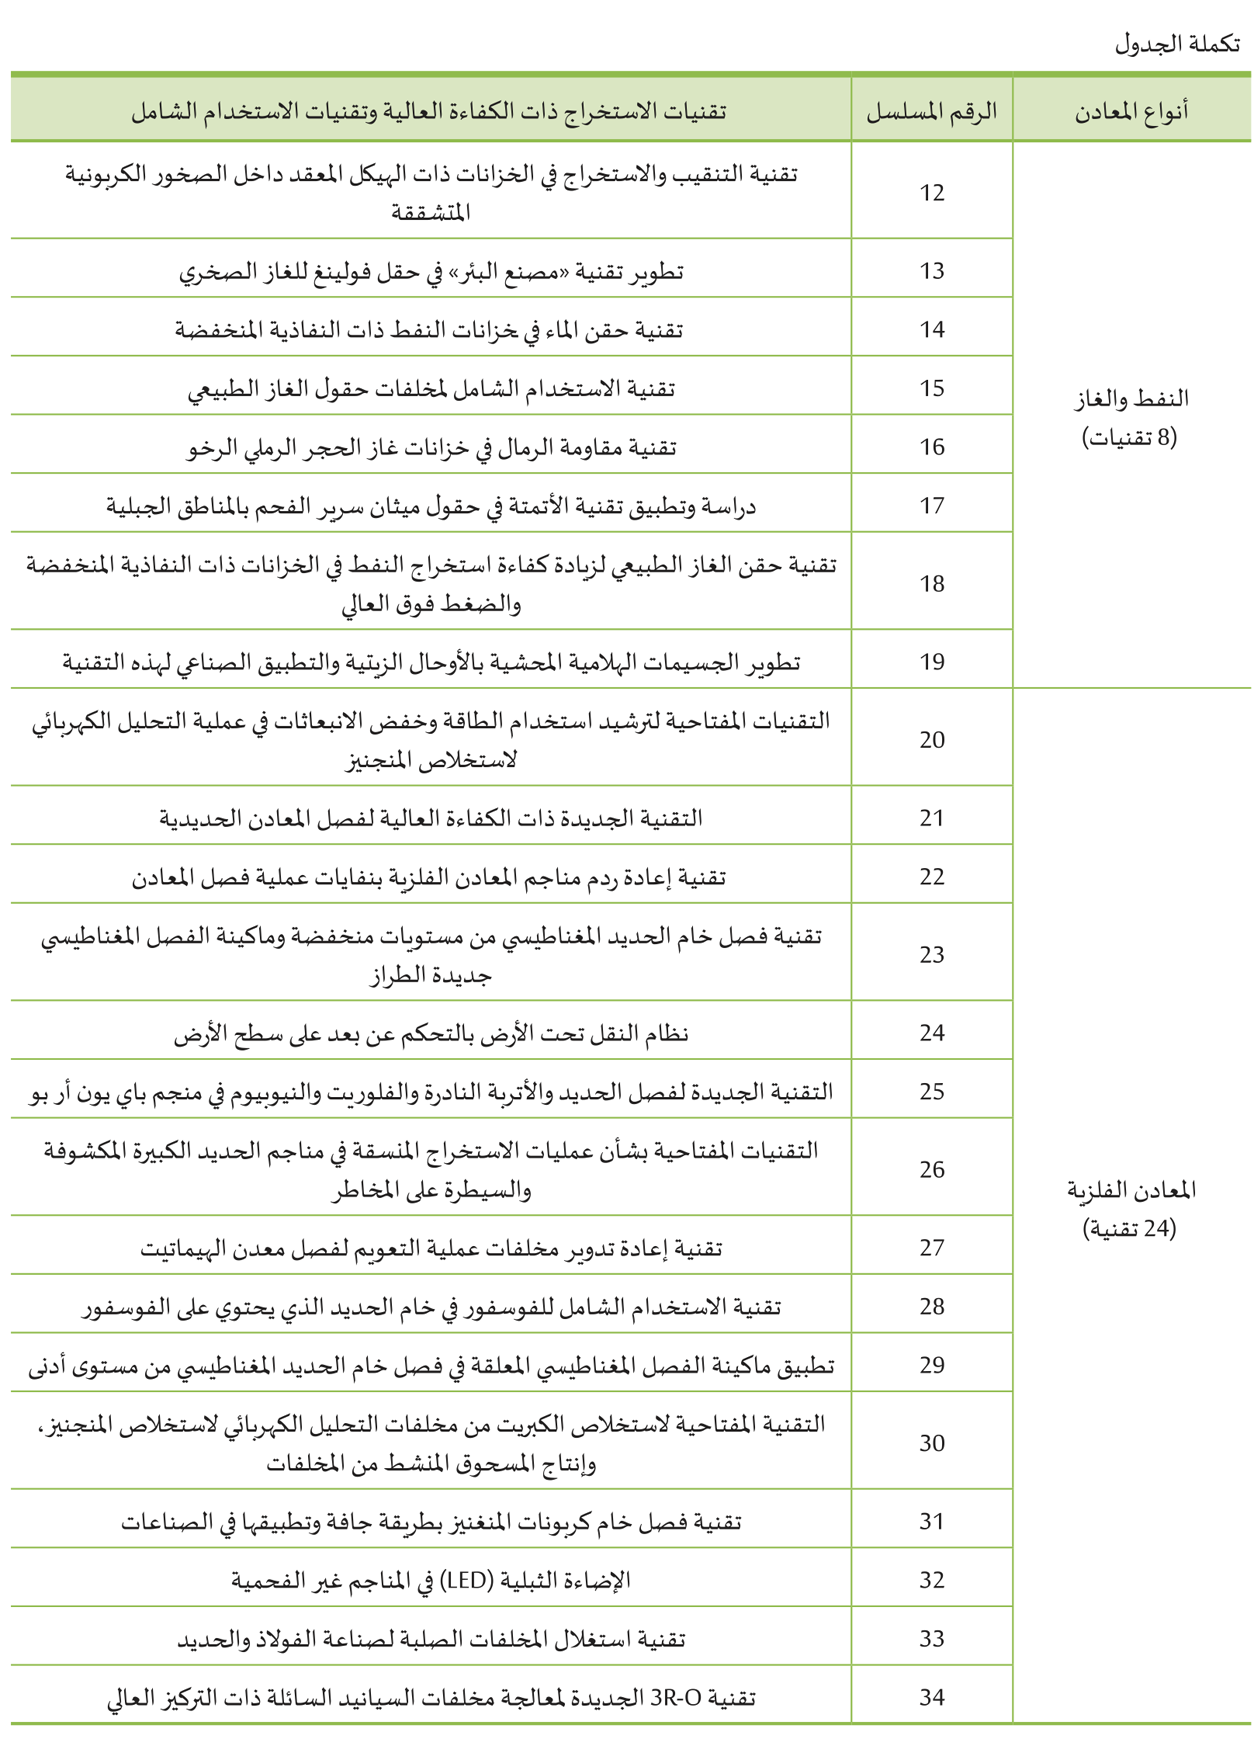 تكملة الجدول
أنواع المعادن	الرقم المسلسل	تقنيات الاستخراج ذات الكفاءة العالية وتقنيات الاستخدام الشامل
النفط والغاز
(8 تقنيات)
12	تقنية التنقيب والاستخراج في الخزانات ذات الهيكل المعقد داخل الصخور الكربونية
المتشققة
13	تطوير تقنية «مصنع البئر» في حقل فولينغ للغاز الصخري
14	تقنية حقن الماء في خزانات النفط ذات النفاذية المنخفضة
15	تقنية الاستخدام الشامل لمخلفات حقول الغاز الطبيعي
16	تقنية مقاومة الرمال في خزانات غاز الحجر الرملي الرخو
17	دراسة وتطبيق تقنية الأتمتة في حقول ميثان سرير الفحم بالمناطق الجبلية
18	تقنية حقن الغاز الطبيعي لزيادة كفاءة استخراج النفط في الخزانات ذات النفاذية المنخفضة
والضغط فوق العالي
19	تطوير الجسيمات الهلامية المحشية بالأوحال الزيتية والتطبيق الصناعي لهذه التقنية
المعادن الفلزية
(24 تقنية)
20	التقنيات المفتاحية لترشيد استخدام الطاقة وخفض الانبعاثات في عملية التحليل الكهربائي
لاستخلاص المنجنيز
21	التقنية الجديدة ذات الكفاءة العالية لفصل المعادن الحديدية
22	تقنية إعادة ردم مناجم المعادن الفلزية بنفايات عملية فصل المعادن
23	تقنية فصل خام الحديد المغناطيسي من مستويات منخفضة وماكينة الفصل المغناطيسي
جديدة الطراز
24	نظام النقل تحت الأرض بالتحكم عن بعد على سطح الأرض
25	التقنية الجديدة لفصل الحديد والأتربة النادرة والفلوريت والنيوبيوم في منجم باي يون أر بو
26	التقنيات المفتاحية بشأن عمليات الاستخراج المنسقة في مناجم الحديد الكبيرة المكشوفة
والسيطرة على المخاطر
27	تقنية إعادة تدوير مخلفات عملية التعويم لفصل معدن الهيماتيت
28	تقنية الاستخدام الشامل للفوسفور في خام الحديد الذي يحتوي على الفوسفور
29	تطبيق ماكينة الفصل المغناطيسي المعلقة في فصل خام الحديد المغناطيسي من مستوى أدنى
30	التقنية المفتاحية لاستخلاص الكبريت من مخلفات التحليل الكهربائي لاستخلاص المنجنيز،
وإنتاج المسحوق المنشط من المخلفات
31	تقنية فصل خام كربونات المنغنيز بطريقة جافة وتطبيقها في الصناعات
32	الإضاءة الثبلية (LED) في المناجم غير الفحمية
33	تقنية استغلال المخلفات الصلبة لصناعة الفولاذ والحديد
34	تقنية 3R-O الجديدة لمعالجة مخلفات السيانيد السائلة ذات التركيز العالي